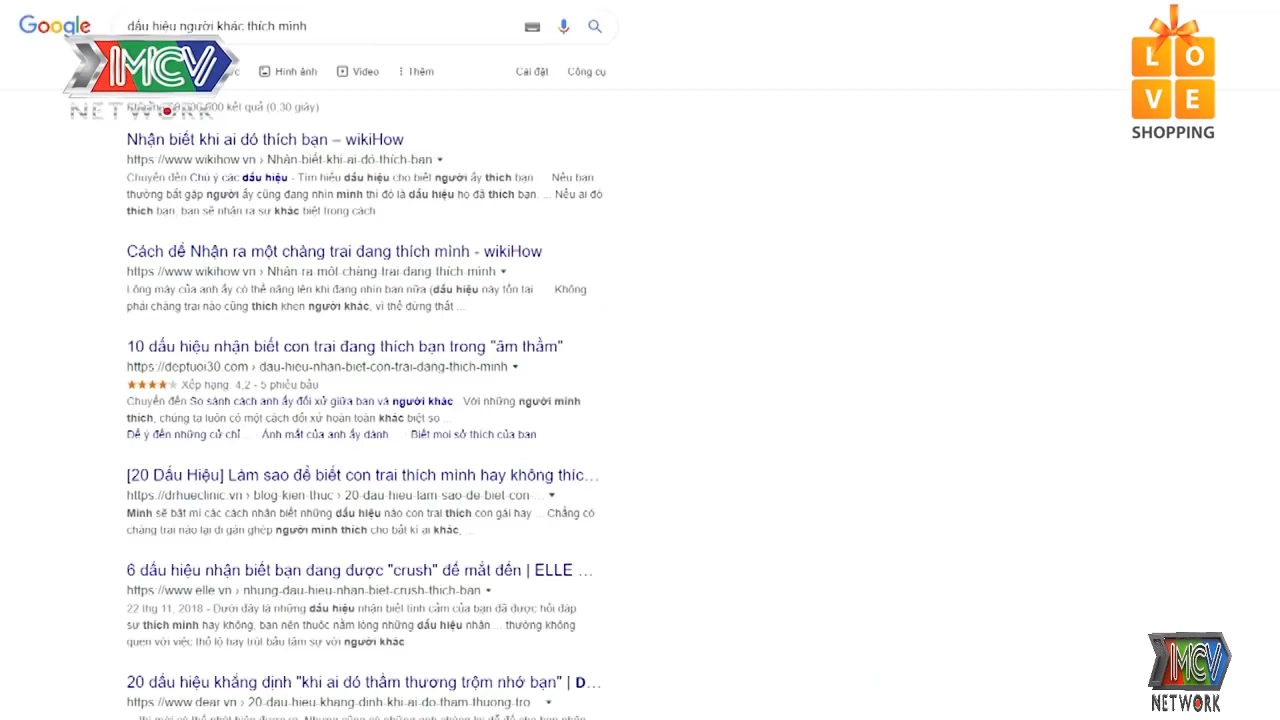 Google
dấu hiệu người khác thích mình
MCV
NETWORK
Hình ảnh
Video
Thêm
Cài đặt
Công cụ
kết quả (0.30 giây)
LOVE
SHOPPING
Nhận biết khi ai đó thích bạn – wikiHow
https://www.wikihow.vn › Nhận-biết-khi-ai-đó-thích-bạn
Chuyển đến Chú ý các dấu hiệu - Tìm hiểu dấu hiệu cho biết người ấy thích bạn Nếu bạn
thường bắt gặp người ấy cũng đang nhìn mình thì đó là dấu hiệu họ đã thích bạn. ... Nếu ai đó
thích bạn, bạn sẽ nhận ra sự khác biệt trong cách
Cách để Nhận ra một chàng trai đang thích mình - wikiHow
https://www.wikihow.vn › Nhận-ra-một-chàng-trai-đang-thích-mình
Lông mày của anh ấy có thể nâng lên khi đang nhìn bạn nữa (dấu hiệu này tồn tại Không
phải chàng trai nào cũng thích khen người khác, vì thế đừng thất ...
10 dấu hiệu nhận biết con trai đang thích bạn trong "âm thầm"
https://deptuoi30.com › dau-hieu-nhan-biet-con-trai-dang-thich-minh
Xếp hạng: 4,2 - 5 phiếu bầu
Chuyển đến So sánh cách anh ấy đối xử giữa bạn và người khác - Với những người mình
thích, chúng ta luôn có một cách đối xử hoàn toàn khác biệt so ...
Để ý đến những cử chỉ ... Ánh mắt của anh ấy dành ... Biết mọi sở thích của bạn
[20 Dấu Hiệu] Làm sao để biết con trai thích mình hay không thíc...
https://drhueclinic.vn › blog-kien-thuc › 20-dau-hieu-lam-sao-de-biet-con-...
Mình sẽ bật mí các cách nhận biết những dấu hiệu nào con trai thích con gái hay ... Chẳng có
chàng trai nào lại đi gán ghép người mình thích cho bất kì ai khác, ...
6 dấu hiệu nhận biết bạn đang được "crush" để mắt đến | ELLE ...
https://www.elle.vn › nhung-dau-hieu-nhan-biet-crush-thich-ban
22 thg 11, 2018 - Dưới đây là những dấu hiệu nhận biết tình cảm của bạn đã được hồi đáp
sự thích mình hay không, bạn nên thuộc nằm lòng những dấu hiệu nhận ... thường không
quen với việc thổ lộ hay trút bầu tâm sự với người khác
20 dấu hiệu khẳng định "khi ai đó thầm thương trộm nhớ bạn" | D...
https://www.dear.vn › 20-dau-hieu-khang-dinh-khi-ai-do-tham-thuong-tro
MCV
NETWORK